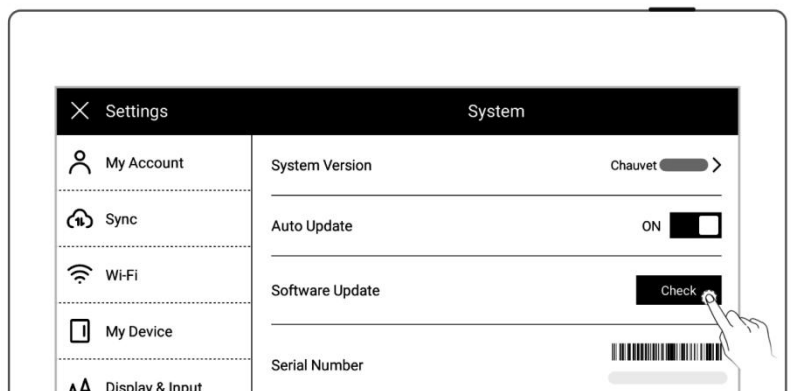 Settings
System
My Account
System Version
Chauvet
Sync
Auto Update
ON
Wi-Fi
Software Update
Check
My Device
Serial Number
Display & Input